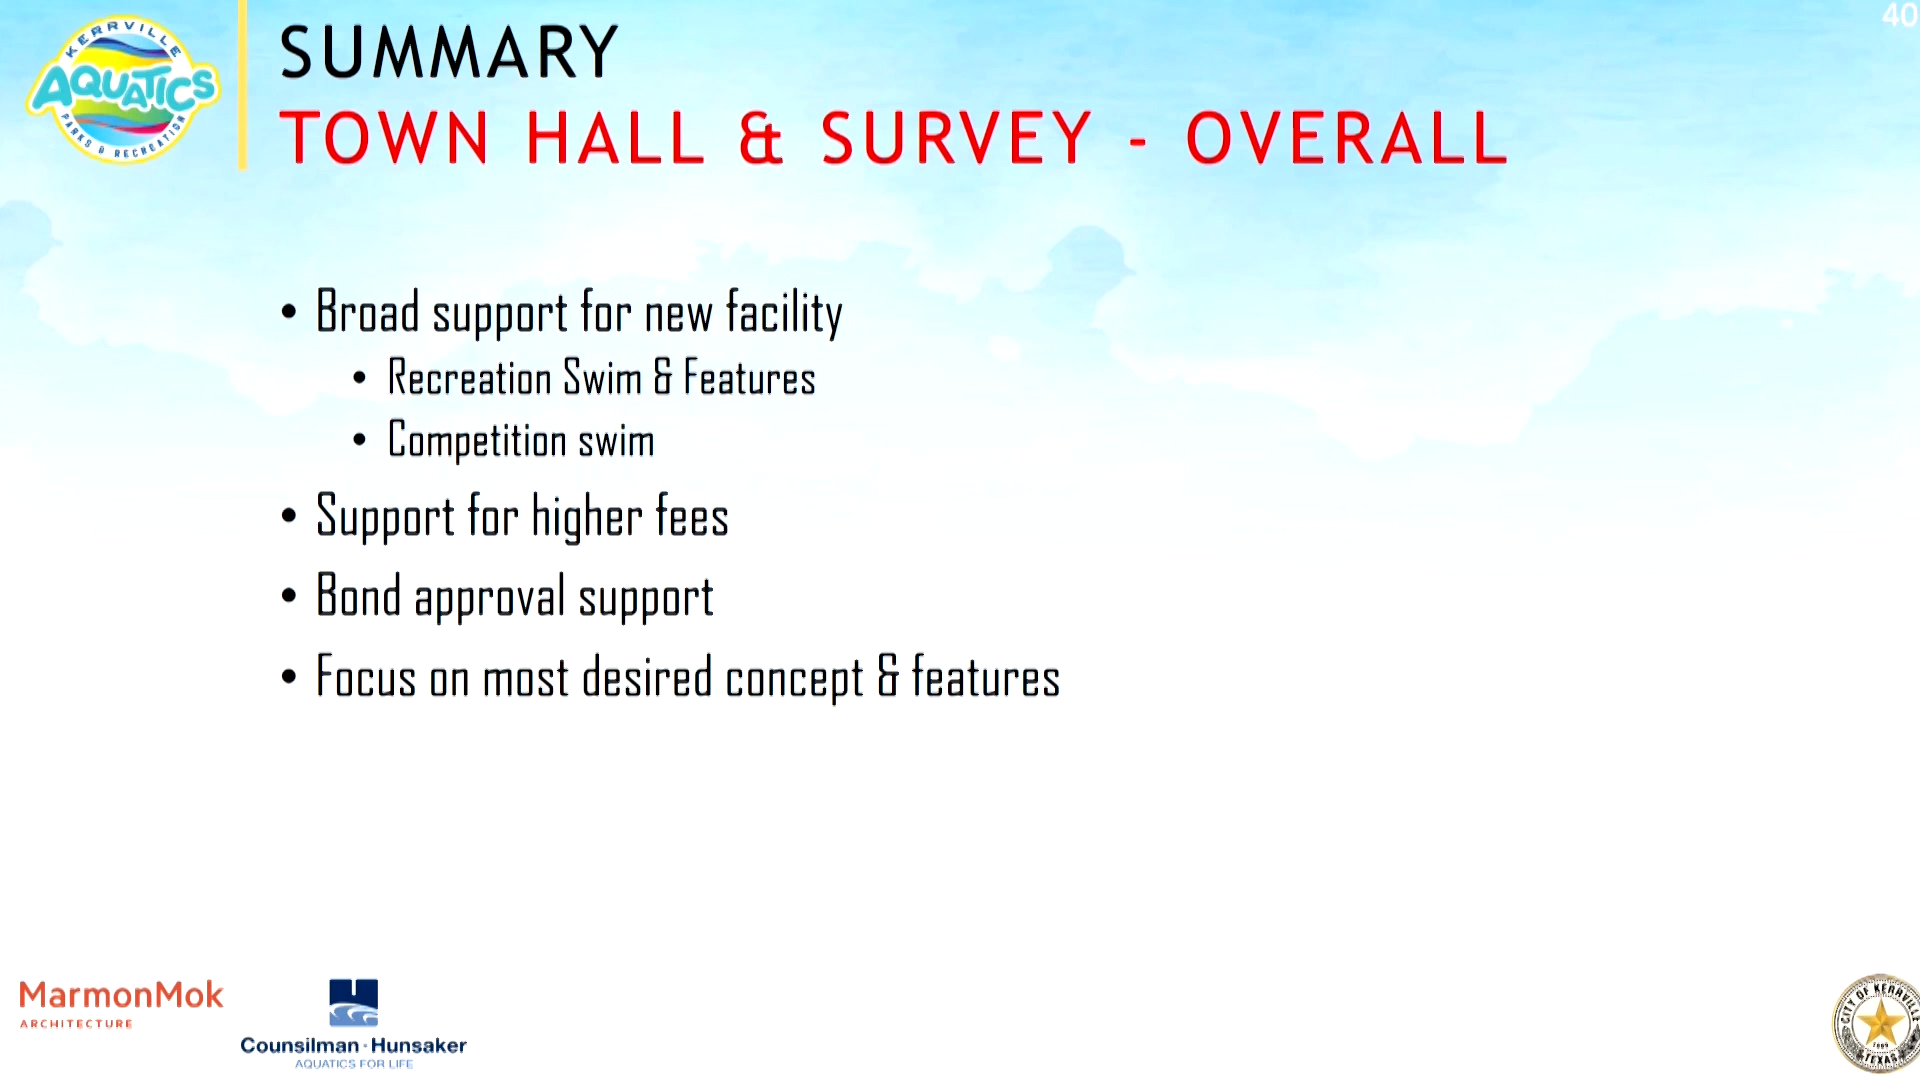 40
KERRVILLE
AQUATICS
PARKS & RECREATION
SUMMARY
TOWN HALL & SURVEY - OVERALL
• Broad support for new facility
• Recreation Swim & Features
• Competition swim
• Support for higher fees
• Bond approval support
• Focus on most desired concept & features
MarmonMok
ARCHITECTURE
Counsilman · Hunsaker
AQUATICS FOR LIFE
CITY OF KERRVILLE
TEXAS